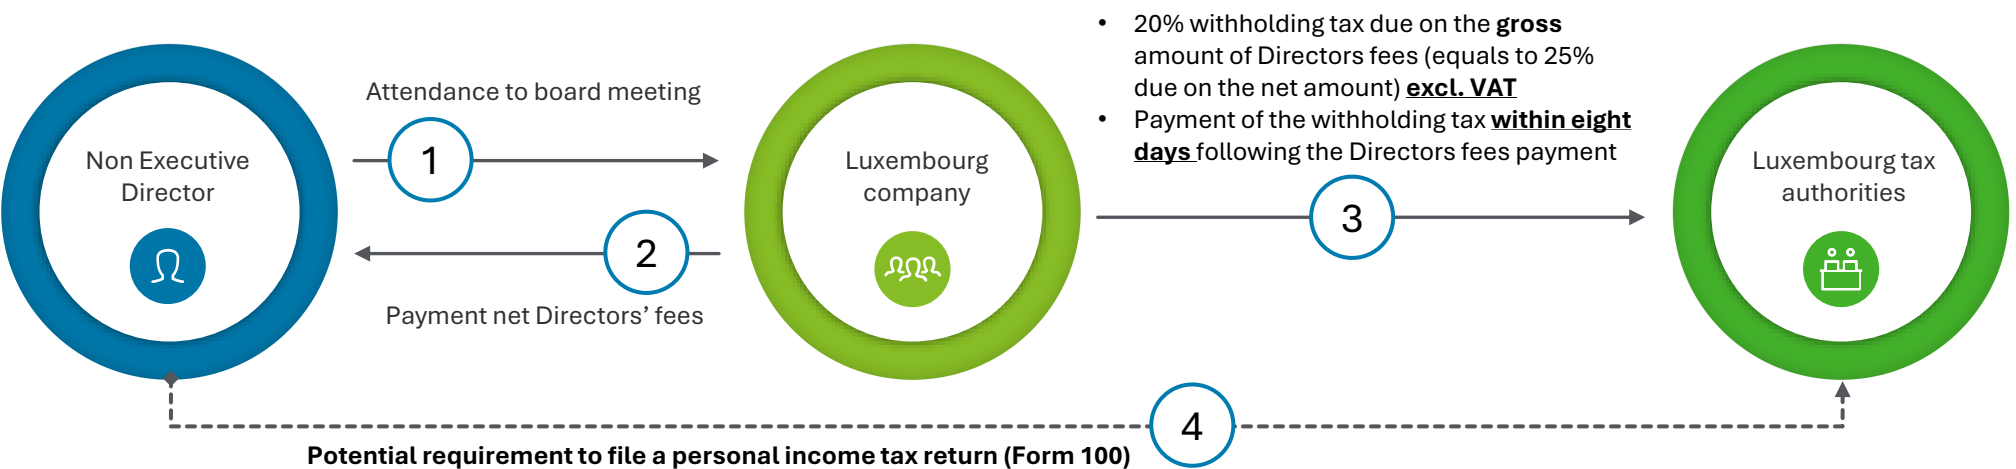 Non Executive
Director
Attendance to board meeting
1
2
Payment net Directors’ fees
Luxembourg
company
• 20% withholding tax due on the gross
amount of Directors fees (equals to 25%
due on the net amount) excl. VAT
• Payment of the withholding tax within eight
days following the Directors fees payment
3
Luxembourg tax
authorities
4
Potential requirement to file a personal income tax return (Form 100)